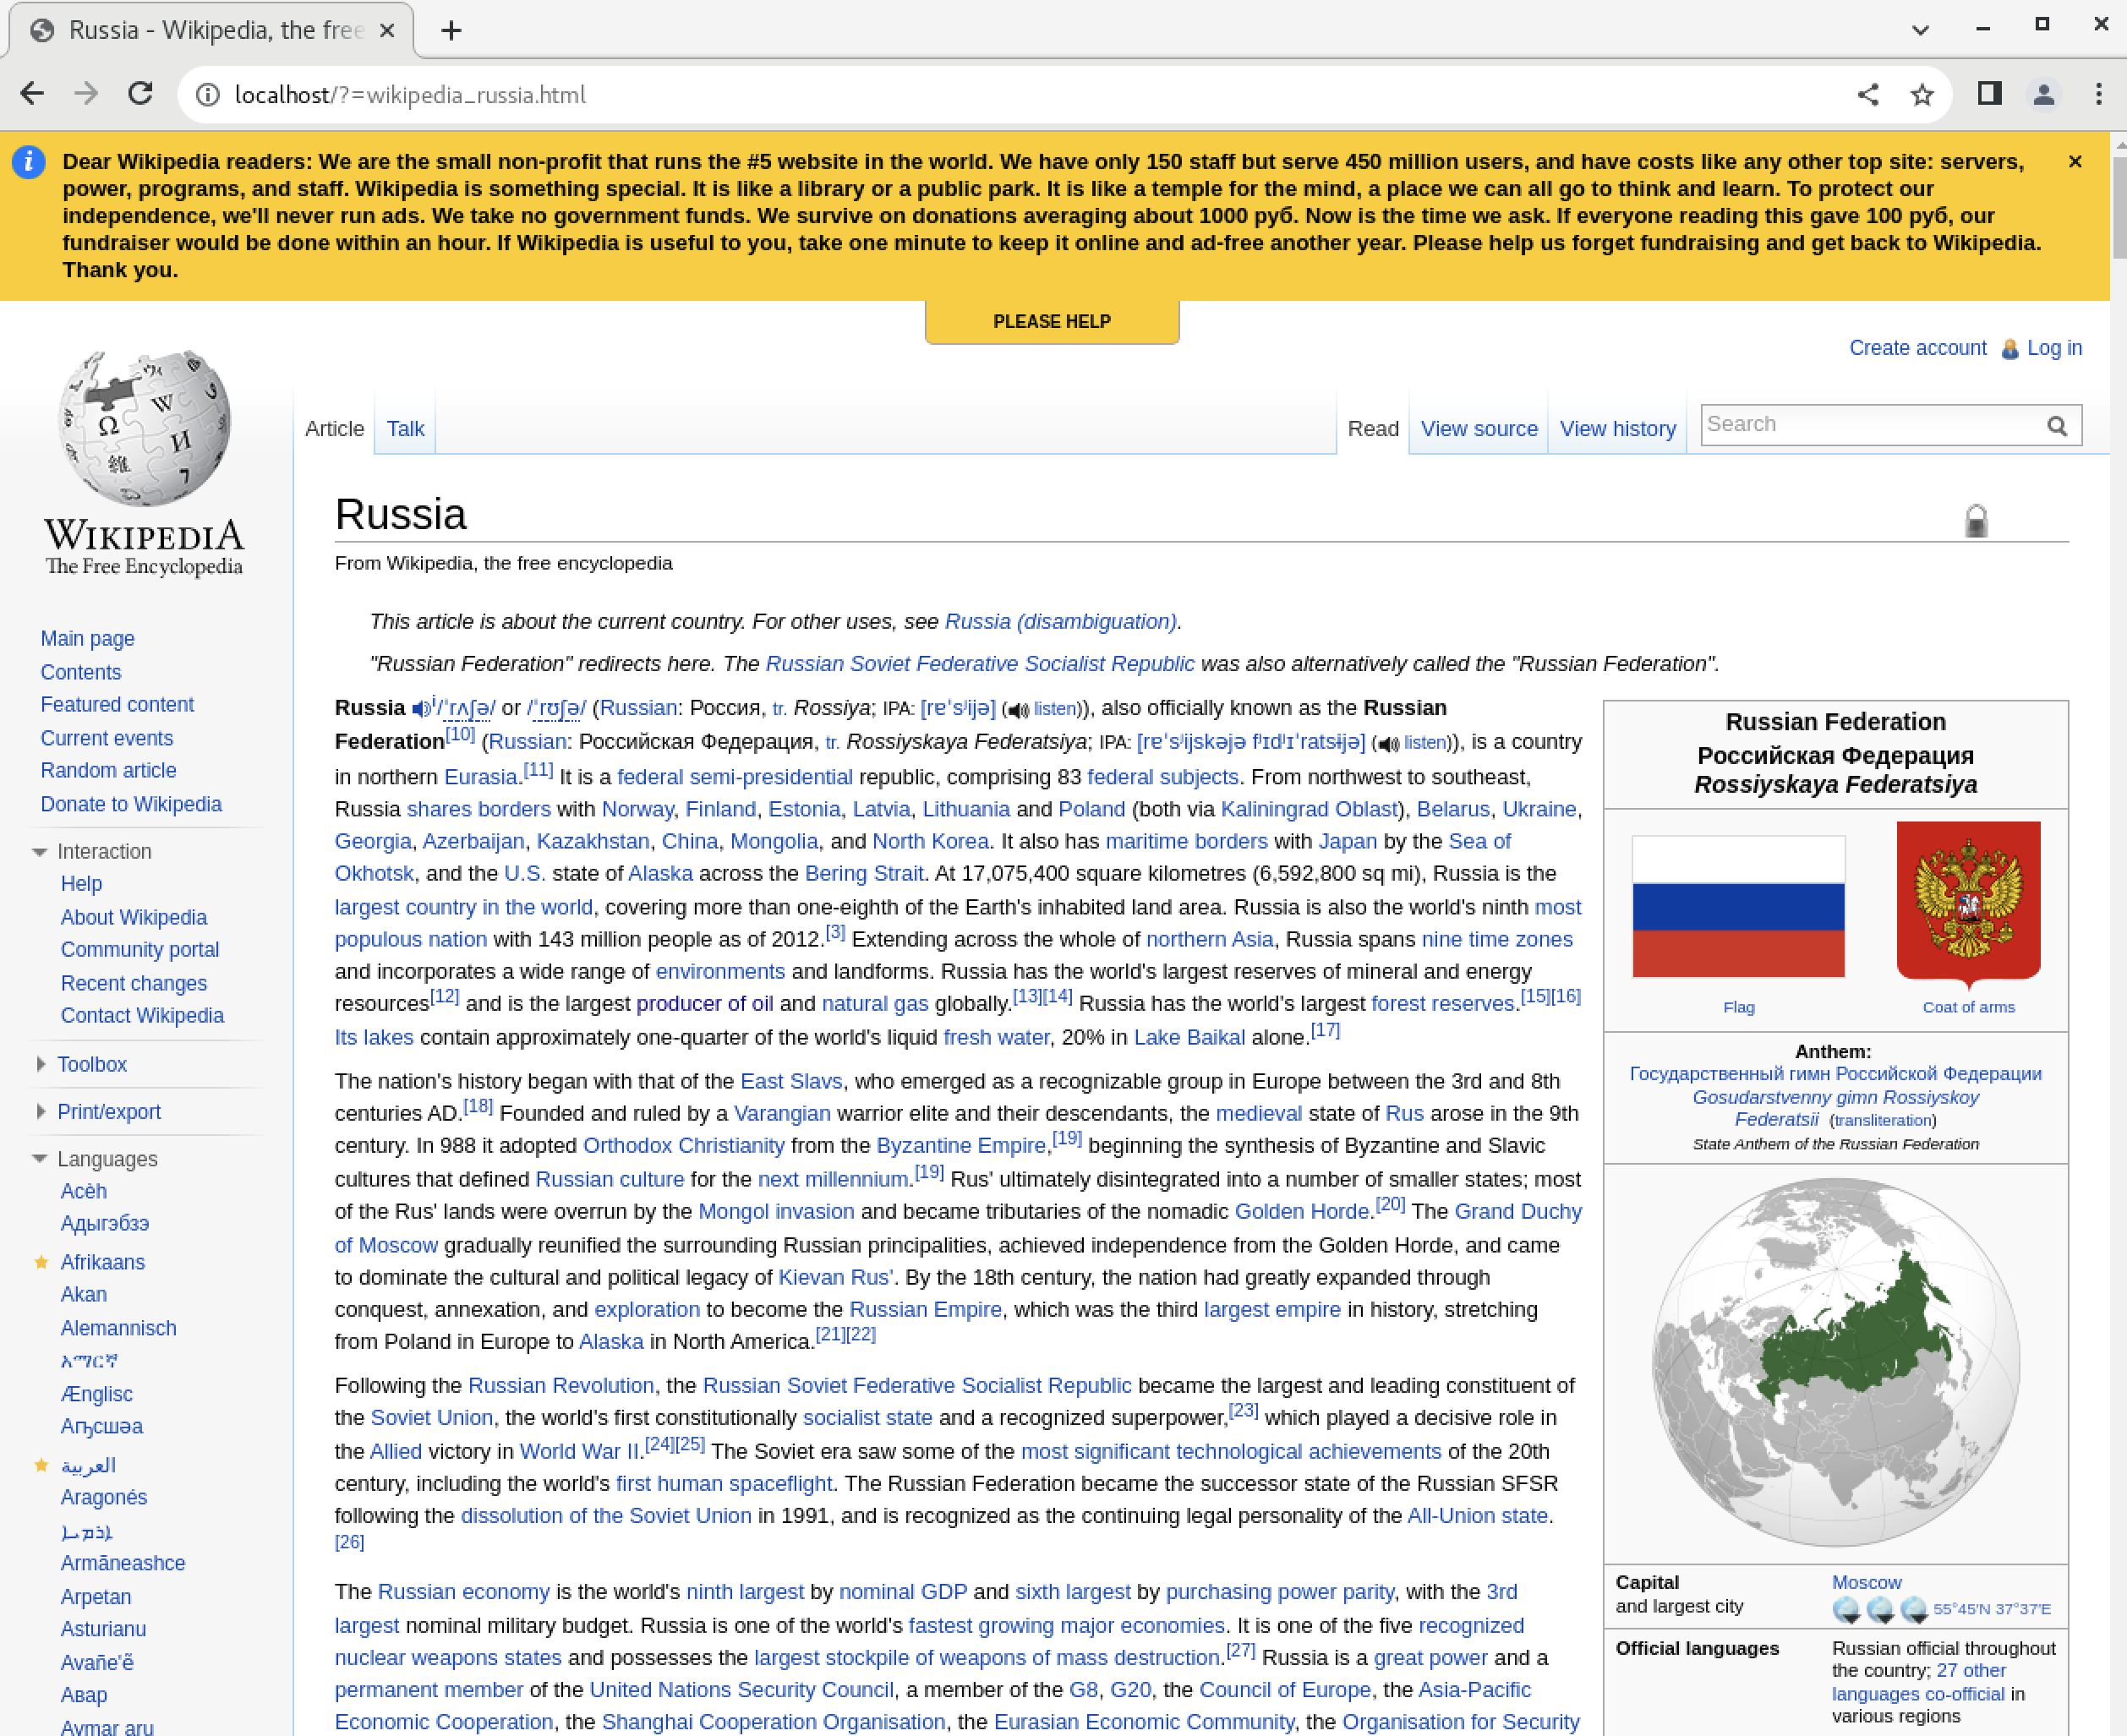 Russia - Wikipedia, the free
localhost/?=wikipedia_russia.html
Dear Wikipedia readers: We are the small non-profit that runs the #5 website in the world. We have only 150 staff but serve 450 million users, and have costs like any other top site: servers,
power, programs, and staff. Wikipedia is something special. It is like a library or a public park. It is like a temple for the mind, a place we can all go to think and learn. To protect our
independence, we'll never run ads. We take no government funds. We survive on donations averaging about 1000 руб. Now is the time we ask. If everyone reading this gave 100 руб, our
fundraiser would be done within an hour. If Wikipedia is useful to you, take one minute to keep it online and ad-free another year. Please help us forget fundraising and get back to Wikipedia.
Thank you.
PLEASE HELP
Create account Log in
WIKIPEDIA
The Free Encyclopedia
Article Talk
Read View source View history Search
Main page
Contents
Featured content
Current events
Random article
Donate to Wikipedia
Interaction
Help
About Wikipedia
Community portal
Recent changes
Contact Wikipedia
Toolbox
Print/export
Languages
Acèh
Адыгэбзэ
Afrikaans
Akan
Alemannisch
አማርኛ
Ænglisc
Аҧсшәа
العربية
Aragonés
ܐܪܡܝܐ
Armãneashce
Arpetan
Asturianu
Avañe'ẽ
Авар
Aymar aru
Russia
From Wikipedia, the free encyclopedia
This article is about the current country. For other uses, see Russia (disambiguation).
"Russian Federation" redirects here. The Russian Soviet Federative Socialist Republic was also alternatively called the "Russian Federation".
Russia i/ˈrʌʃə/ or /ˈrʊʃə/ (Russian: Россия, tr. Rossiya; IPA: [rɐˈsʲijə] (listen)), also officially known as the Russian
Federation[10] (Russian: Российская Федерация, tr. Rossiyskaya Federatsiya; IPA: [rɐˈsʲijskəjə fʲɪdʲɪˈratsɨjə] (listen)), is a country
in northern Eurasia.[11] It is a federal semi-presidential republic, comprising 83 federal subjects. From northwest to southeast,
Russia shares borders with Norway, Finland, Estonia, Latvia, Lithuania and Poland (both via Kaliningrad Oblast), Belarus, Ukraine,
Georgia, Azerbaijan, Kazakhstan, China, Mongolia, and North Korea. It also has maritime borders with Japan by the Sea of
Okhotsk, and the U.S. state of Alaska across the Bering Strait. At 17,075,400 square kilometres (6,592,800 sq mi), Russia is the
largest country in the world, covering more than one-eighth of the Earth's inhabited land area. Russia is also the world's ninth most
populous nation with 143 million people as of 2012.[3] Extending across the whole of northern Asia, Russia spans nine time zones
and incorporates a wide range of environments and landforms. Russia has the world's largest reserves of mineral and energy
resources[12] and is the largest producer of oil and natural gas globally.[13][14] Russia has the world's largest forest reserves.[15][16]
Its lakes contain approximately one-quarter of the world's liquid fresh water, 20% in Lake Baikal alone.[17]
The nation's history began with that of the East Slavs, who emerged as a recognizable group in Europe between the 3rd and 8th
centuries AD.[18] Founded and ruled by a Varangian warrior elite and their descendants, the medieval state of Rus arose in the 9th
century. In 988 it adopted Orthodox Christianity from the Byzantine Empire,[19] beginning the synthesis of Byzantine and Slavic
cultures that defined Russian culture for the next millennium.[19] Rus' ultimately disintegrated into a number of smaller states; most
of the Rus' lands were overrun by the Mongol invasion and became tributaries of the nomadic Golden Horde.[20] The Grand Duchy
of Moscow gradually reunified the surrounding Russian principalities, achieved independence from the Golden Horde, and came
to dominate the cultural and political legacy of Kievan Rus'. By the 18th century, the nation had greatly expanded through
conquest, annexation, and exploration to become the Russian Empire, which was the third largest empire in history, stretching
from Poland in Europe to Alaska in North America.[21][22]
Following the Russian Revolution, the Russian Soviet Federative Socialist Republic became the largest and leading constituent of
the Soviet Union, the world's first constitutionally socialist state and a recognized superpower,[23] which played a decisive role in
the Allied victory in World War II.[24][25] The Soviet era saw some of the most significant technological achievements of the 20th
century, including the world's first human spaceflight. The Russian Federation became the successor state of the Russian SFSR
following the dissolution of the Soviet Union in 1991, and is recognized as the continuing legal personality of the All-Union state.
[26]
The Russian economy is the world's ninth largest by nominal GDP and sixth largest by purchasing power parity, with the 3rd
largest nominal military budget. Russia is one of the world's fastest growing major economies. It is one of the five recognized
nuclear weapons states and possesses the largest stockpile of weapons of mass destruction.[27] Russia is a great power and a
permanent member of the United Nations Security Council, a member of the G8, G20, the Council of Europe, the Asia-Pacific
Economic Cooperation, the Shanghai Cooperation Organisation, the Eurasian Economic Community, the Organisation for Security
Russian Federation
Российская Федерация
Rossiyskaya Federatsiya
Flag Coat of arms
Anthem:
Государственный гимн Российской Федерации
Gosudarstvenny gimn Rossiyskoy
Federatsii (transliteration)
State Anthem of the Russian Federation
Capital Moscow
and largest city 55°45′N 37°37′E
Official languages Russian official throughout
the country; 27 other
languages co-official in
various regions